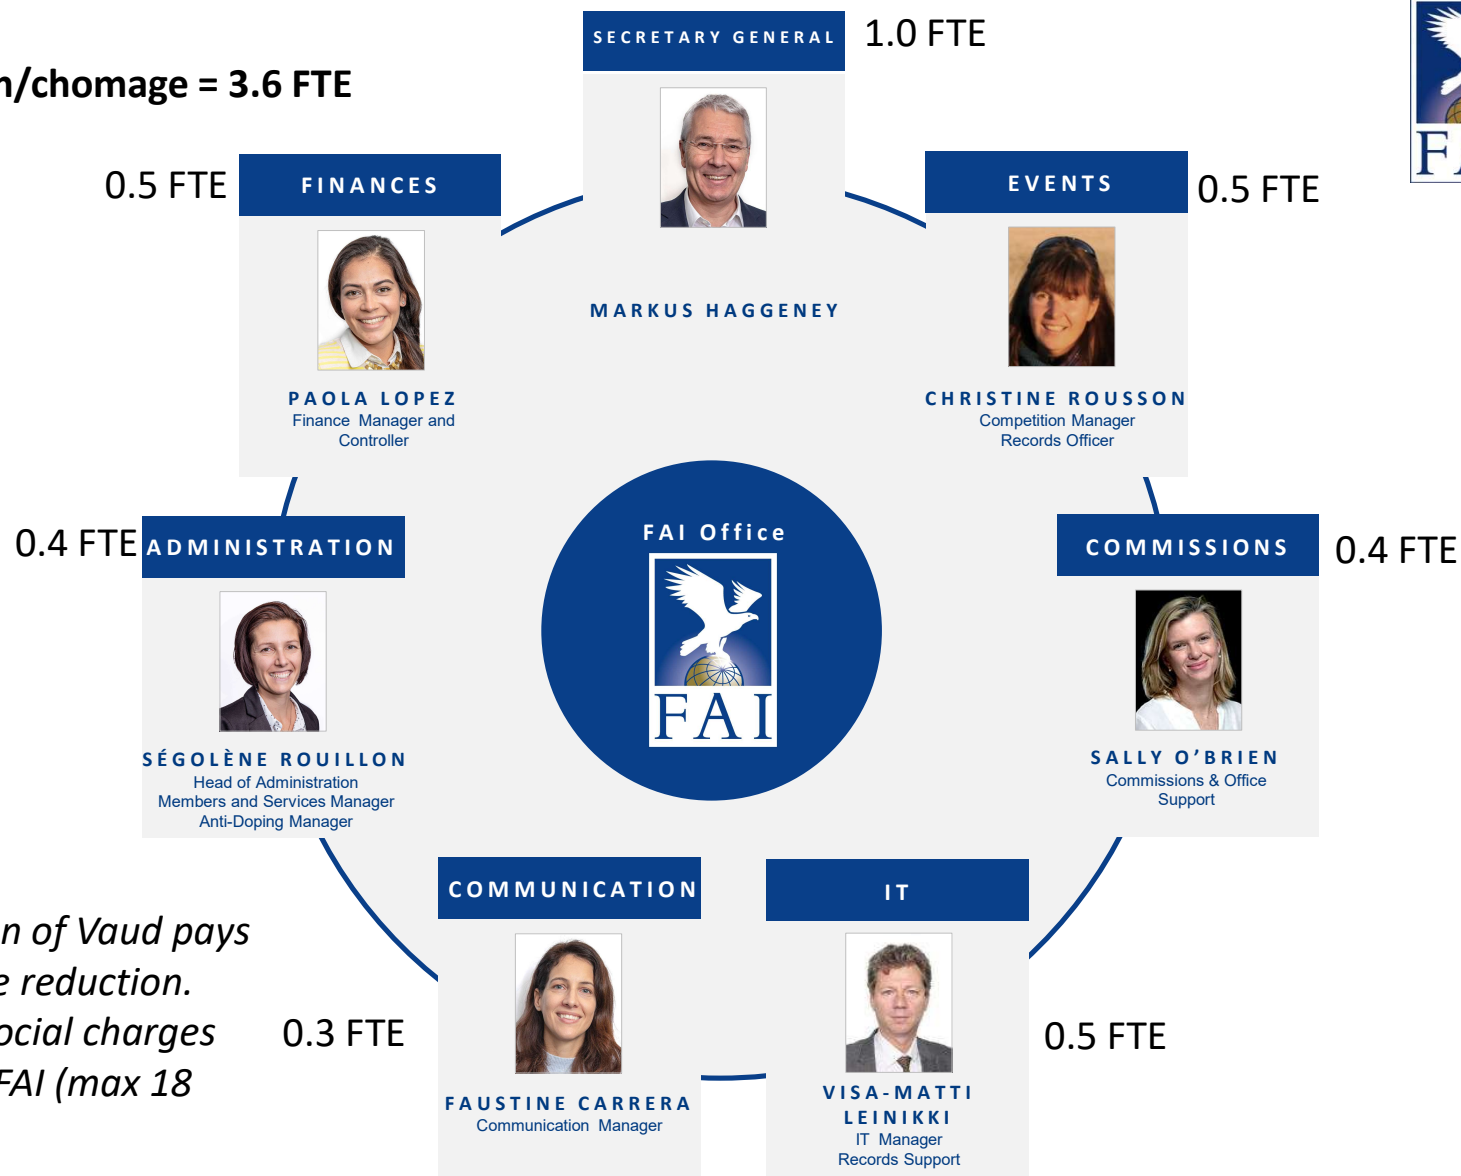 SECRETARY GENERAL
1.0 FTE
n/chomage = 3.6 FTE
0.5 FTE
FINANCES
EVENTS
0.5 FTE
MARKUS HAGGENEY
PAOLA LOPEZ
Finance Manager and
Controller
CHRISTINE ROUSSON
Competition Manager
Records Officer
0.4 FTE
ADMINISTRATION
FAI Office
COMMISSIONS
0.4 FTE
FAI
SÉGOLÈNE ROUILLON
Head of Administration
Members and Services Manager
Anti-Doping Manager
SALLY O’BRIEN
Commissions & Office
Support
COMMUNICATION
IT
n of Vaud pays
e reduction.
ocial charges
FAI (max 18
0.3 FTE
0.5 FTE
FAUSTINE CARRERA
Communication Manager
VISA-MATTI
LEINIKKI
IT Manager
Records Support